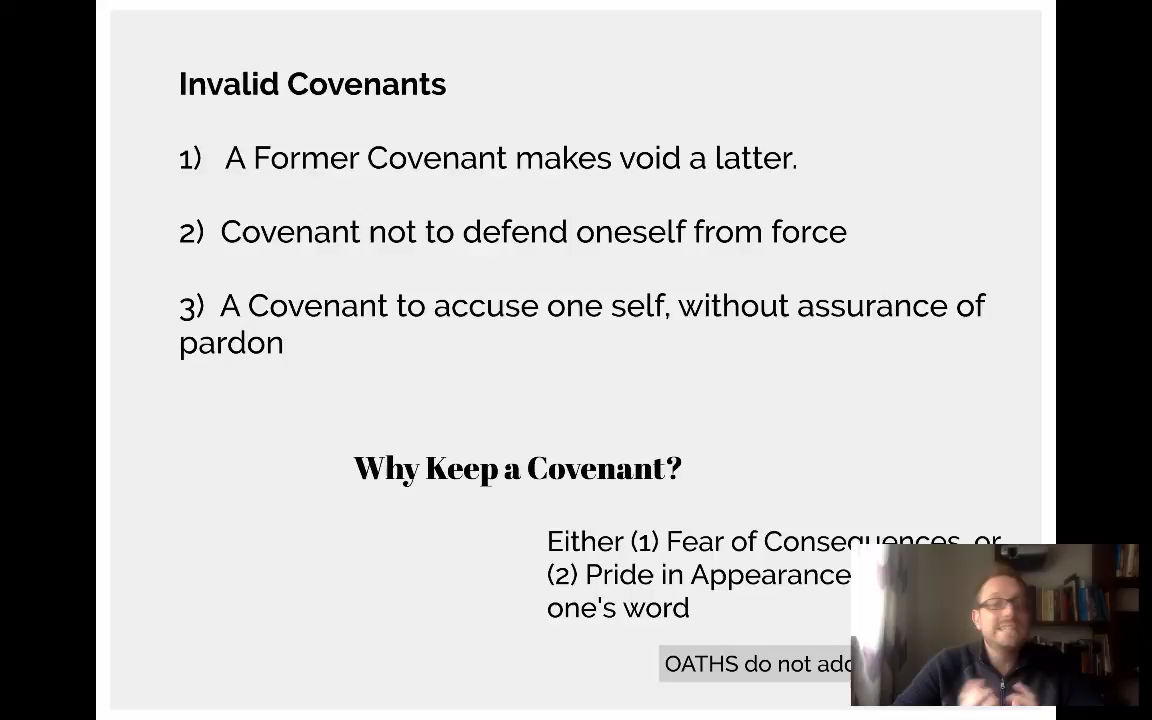 Invalid Covenants
1) A Former Covenant makes void a latter.
2) Covenant not to defend oneself from force
3) A Covenant to accuse one self, without assurance of
pardon
Why Keep a Covenant?
Either (1) Fear of Consequences, or
(2) Pride in Appearance
one's word
OATHS do not